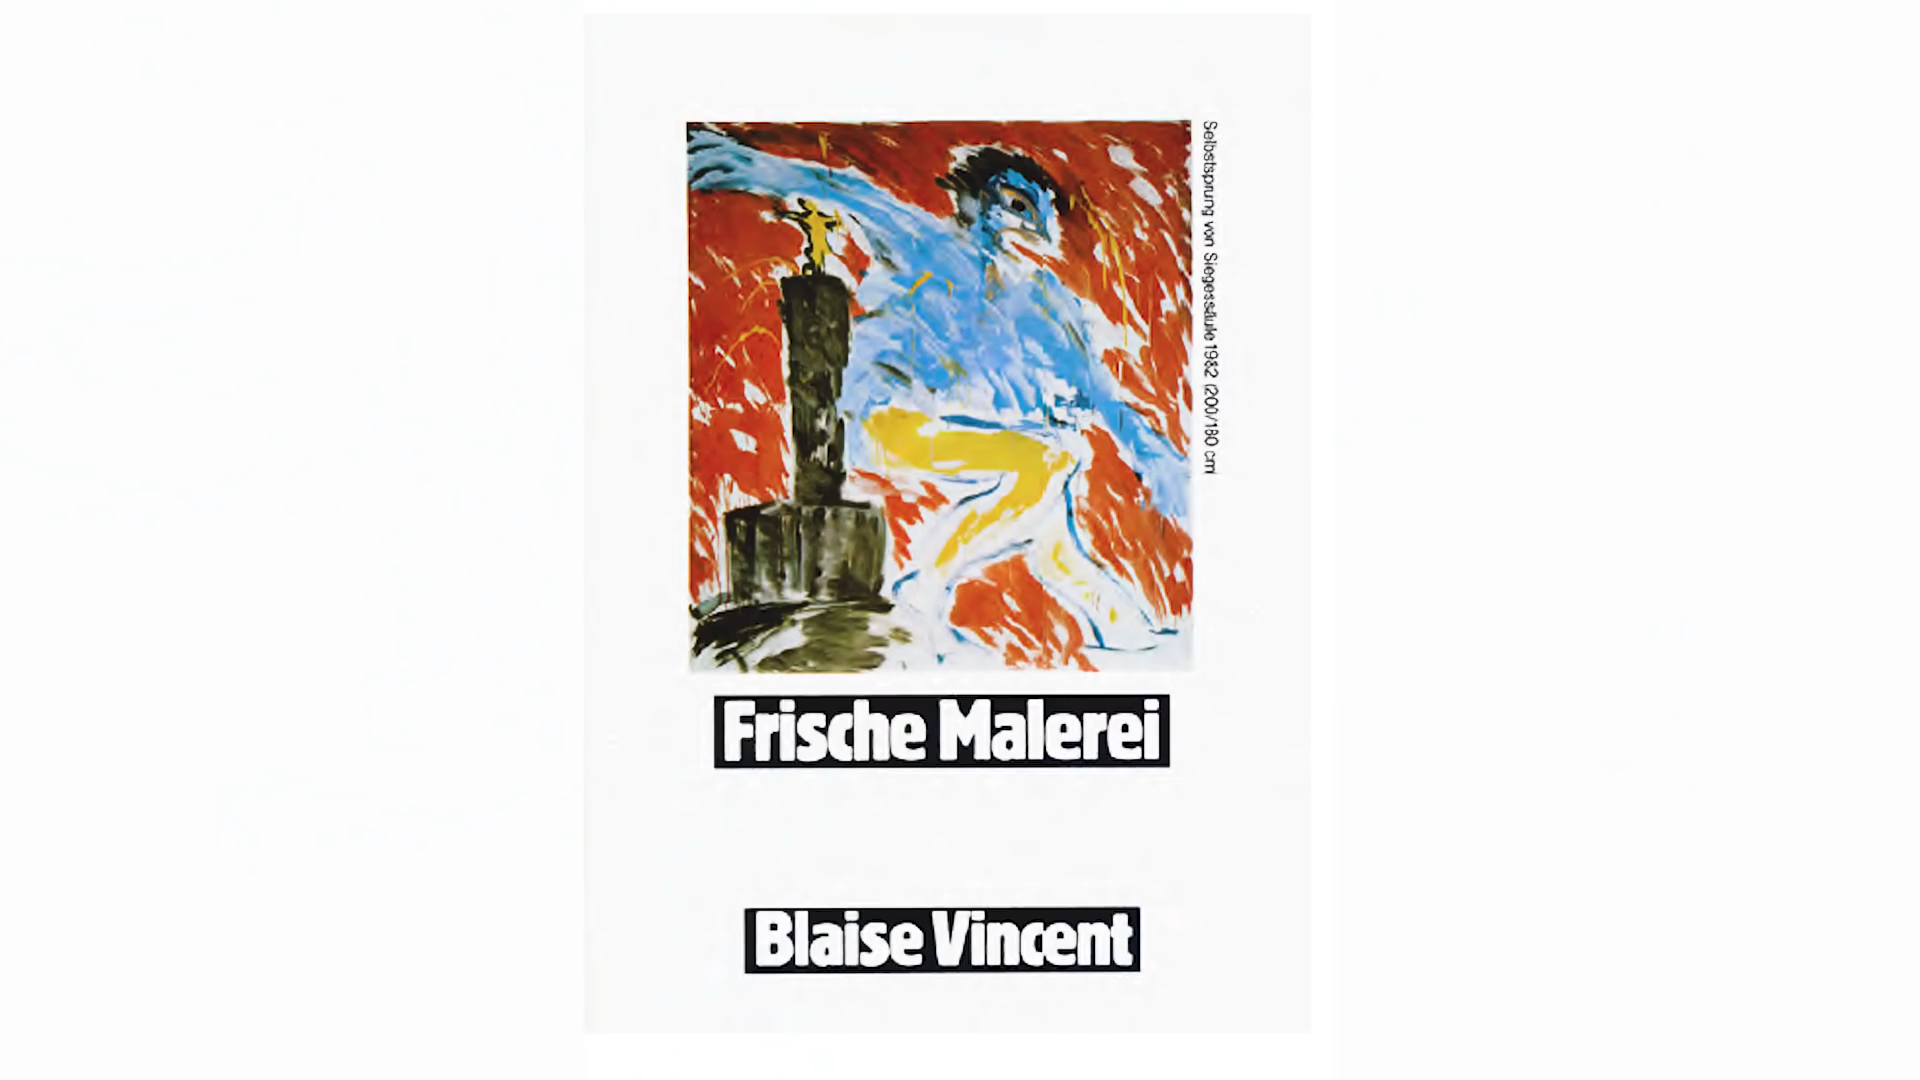 Selbstsprung von Siegessäule 1982 (200/180 cm)
Frische Malerei
Blaise Vincent